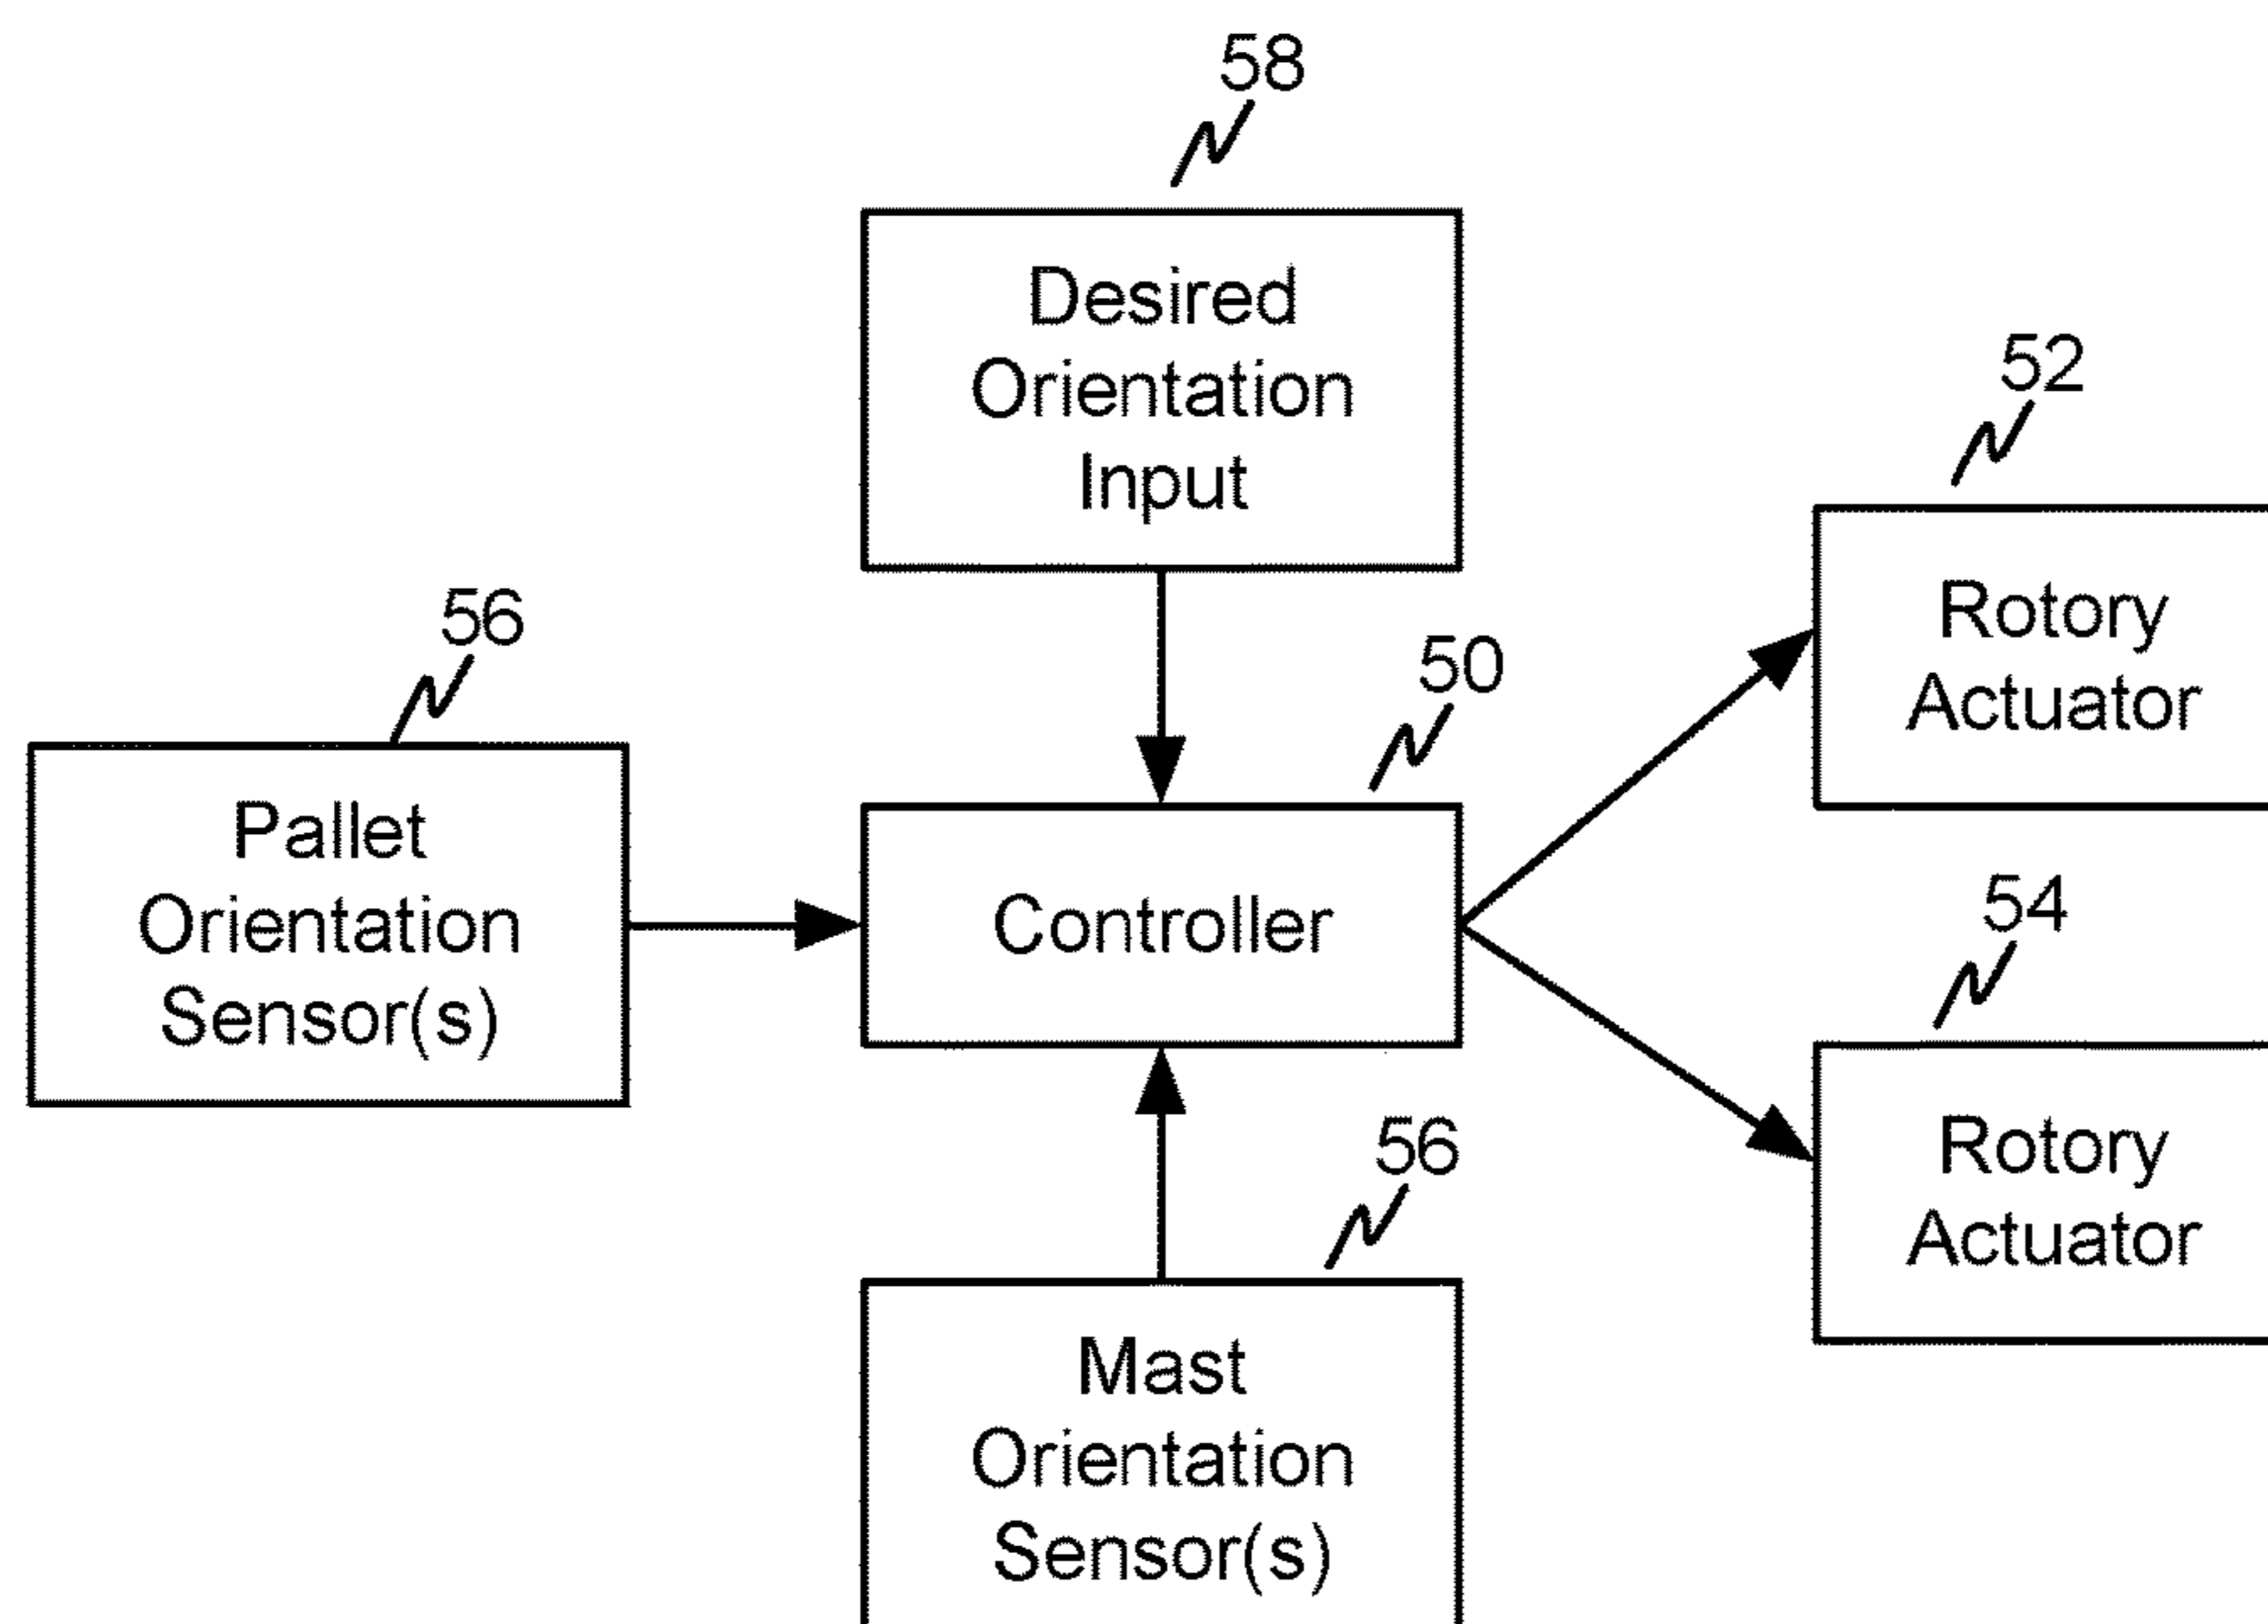 58
Desired
Orientation
Input
52
Rotory
Actuator
56
Pallet
Orientation
Sensor(s)
50
Controller
54
Rotory
Actuator
56
Mast
Orientation
Sensor(s)